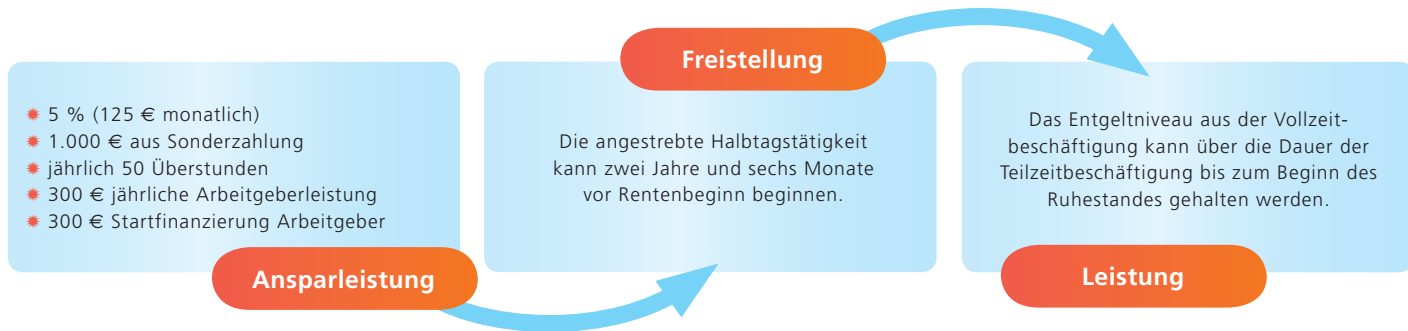 ✹ 5 % (125 € monatlich)
✹ 1.000 € aus Sonderzahlung
✹ jährlich 50 Überstunden
✹ 300 € jährliche Arbeitgeberleistung
✹ 300 € Startfinanzierung Arbeitgeber
Ansparleistung
Freistellung
Die angestrebte Halbtagstätigkeit
kann zwei Jahre und sechs Monate
vor Rentenbeginn beginnen.
Das Entgeltniveau aus der Vollzeit-
beschäftigung kann über die Dauer der
Teilzeitbeschäftigung bis zum Beginn des
Ruhestandes gehalten werden.
Leistung